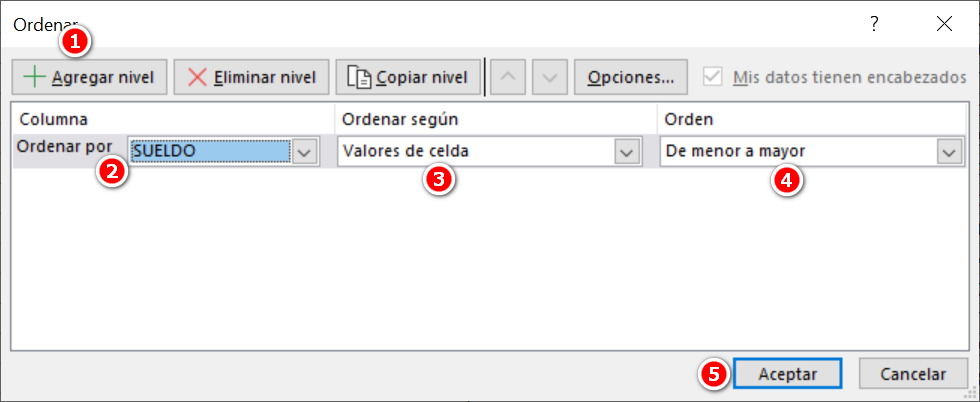 Ordenar
?
1
Agregar nivel Eliminar nivel Copiar nivel Opciones... Mis datos tienen encabezados
Columna Ordenar según Orden
Ordenar por SUELDO Valores de celda De menor a mayor
2 3 4
5 Aceptar Cancelar